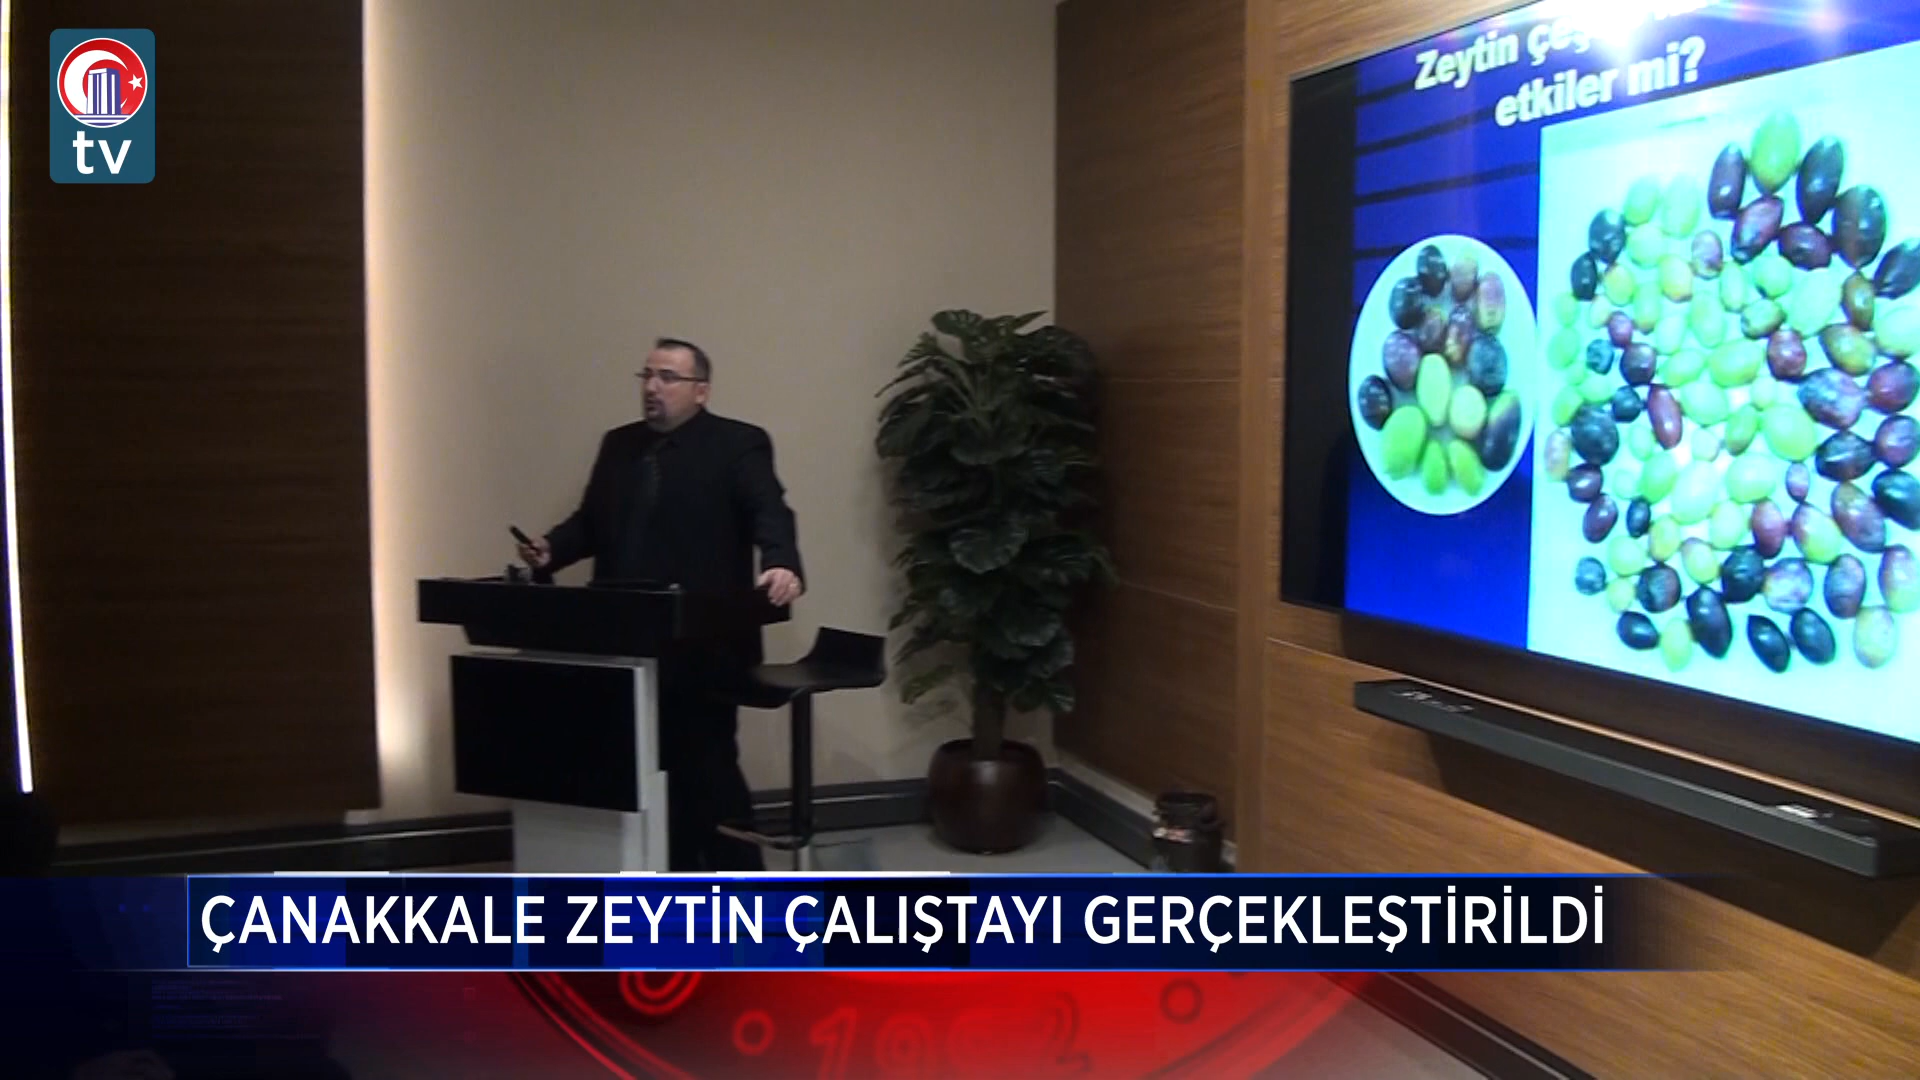 tv
Zeytin
etkiler mi?
ÇANAKKALE ZEYTİN ÇALIŞTAYI GERÇEKLEŞTİRİLDİ